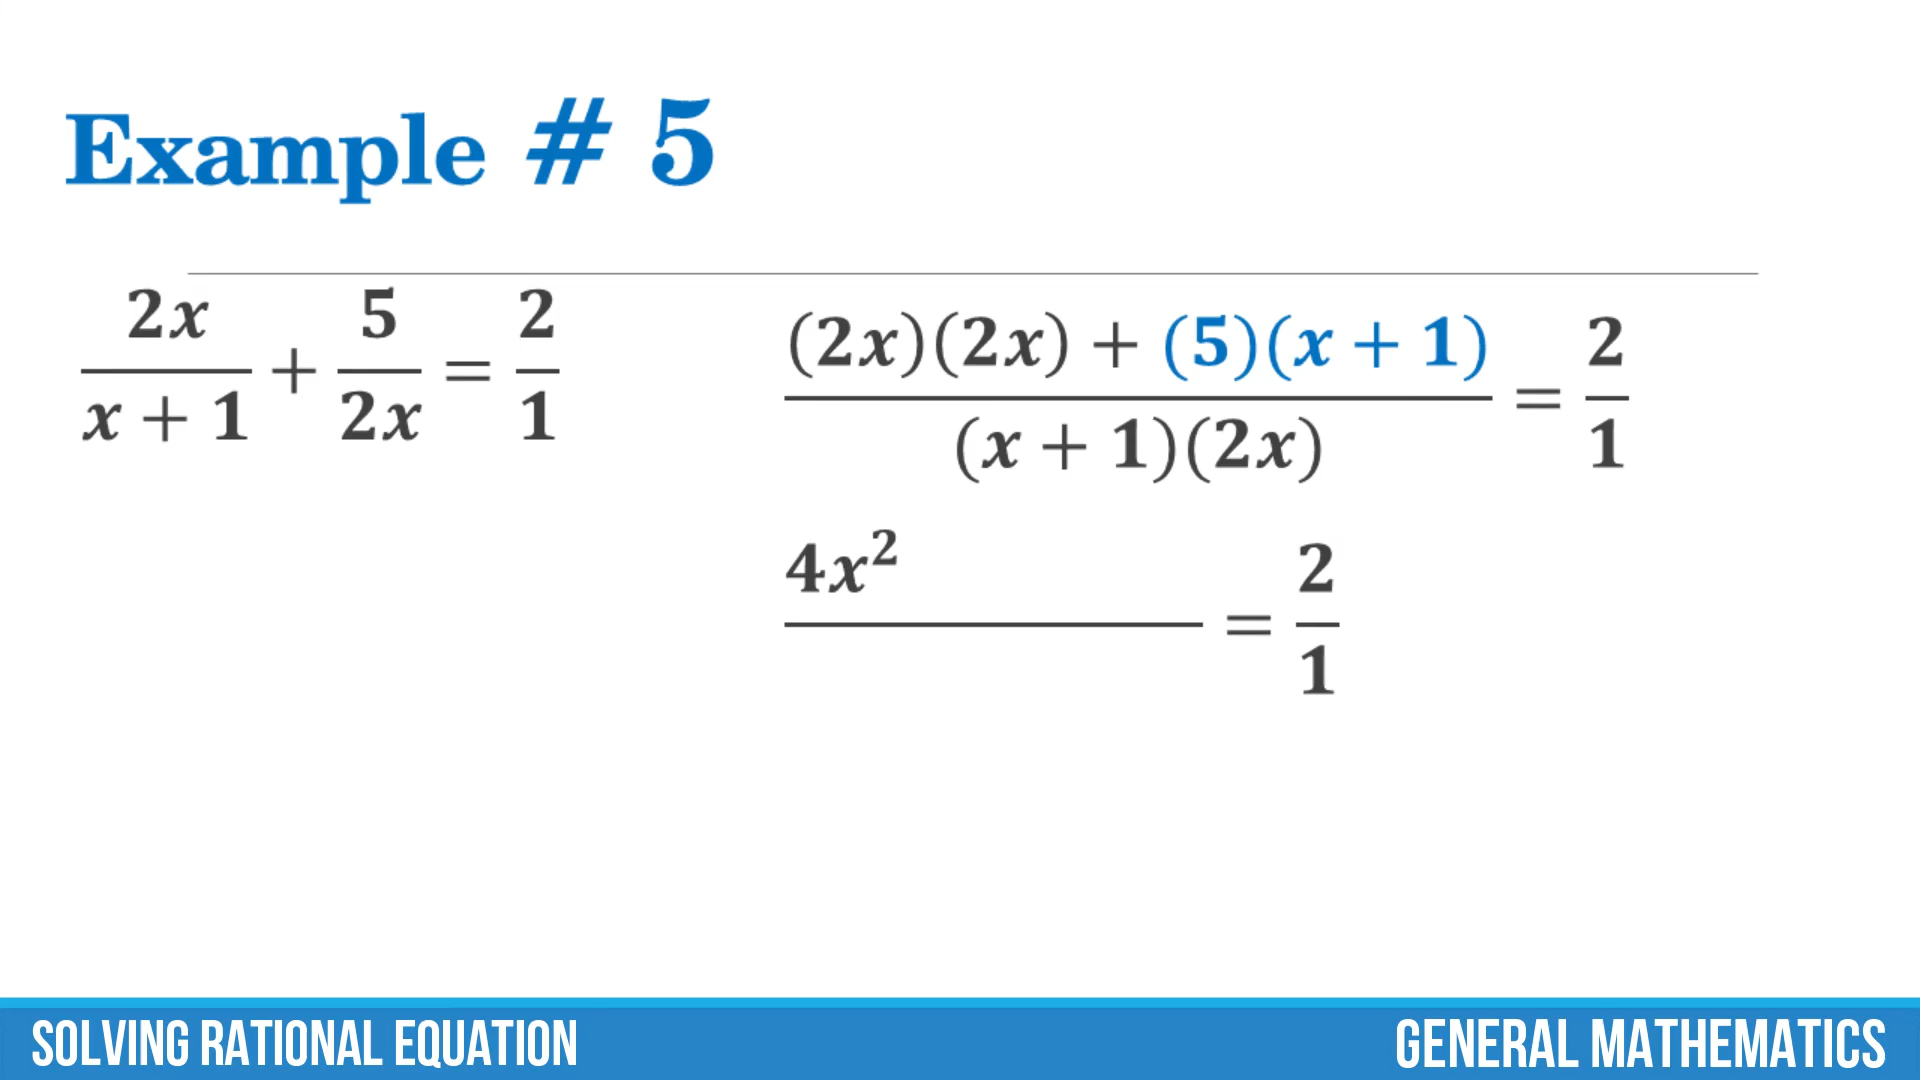 Example # 5
2x/(x + 1) + 5/2x = 2/1
((2x)(2x) + (5)(x + 1))/((x + 1)(2x)) = 2/1
4x²/ = 2/1
SOLVING RATIONAL EQUATION
GENERAL MATHEMATICS